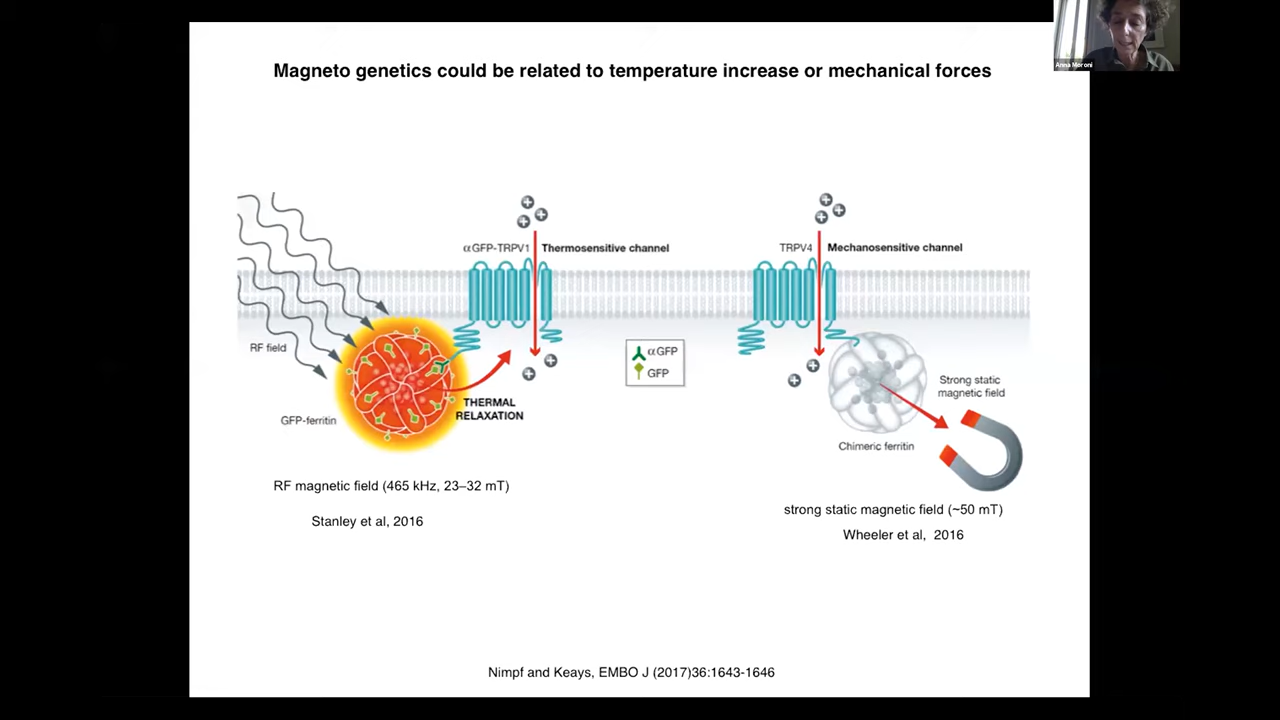 Anna Moroni
Magneto genetics could be related to temperature increase or mechanical forces
αGFP-TRPV1
Thermosensitive channel
TRPV4
Mechanosensitive channel
RF field
GFP-ferritin
THERMAL
RELAXATION
αGFP
GFP
Strong static
magnetic field
Chimeric ferritin
RF magnetic field (465 kHz, 23–32 mT)
Stanley et al, 2016
strong static magnetic field (~50 mT)
Wheeler et al, 2016
Nimpf and Keays, EMBO J (2017)36:1643-1646